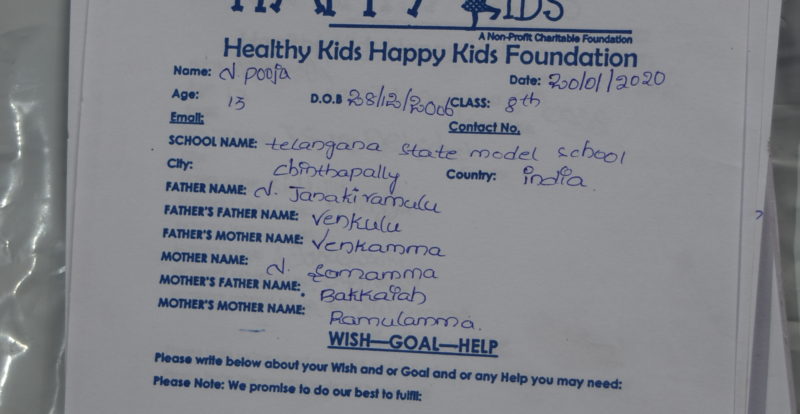 HAPPY KIDS
A Non-Profit Charitable Foundation
Healthy Kids Happy Kids Foundation
Name: N pooja Date: 20/01/2020
Age: 13 D.O.B 28/12/2006 CLASS: 8th
Email: Contact No.
SCHOOL NAME: telangana state model school
City: chinthapally Country: india.
FATHER NAME: N. Janakiramulu
FATHER'S FATHER NAME: Venkulu
FATHER'S MOTHER NAME: Venkamma
MOTHER NAME: N. Somamma
MOTHER'S FATHER NAME: Bakkaiah
MOTHER'S MOTHER NAME: Ramulamma.
WISH—GOAL—HELP
Please write below about your Wish and or Goal and or any Help you may need:
Please Note: We promise to do our best to fulfil: